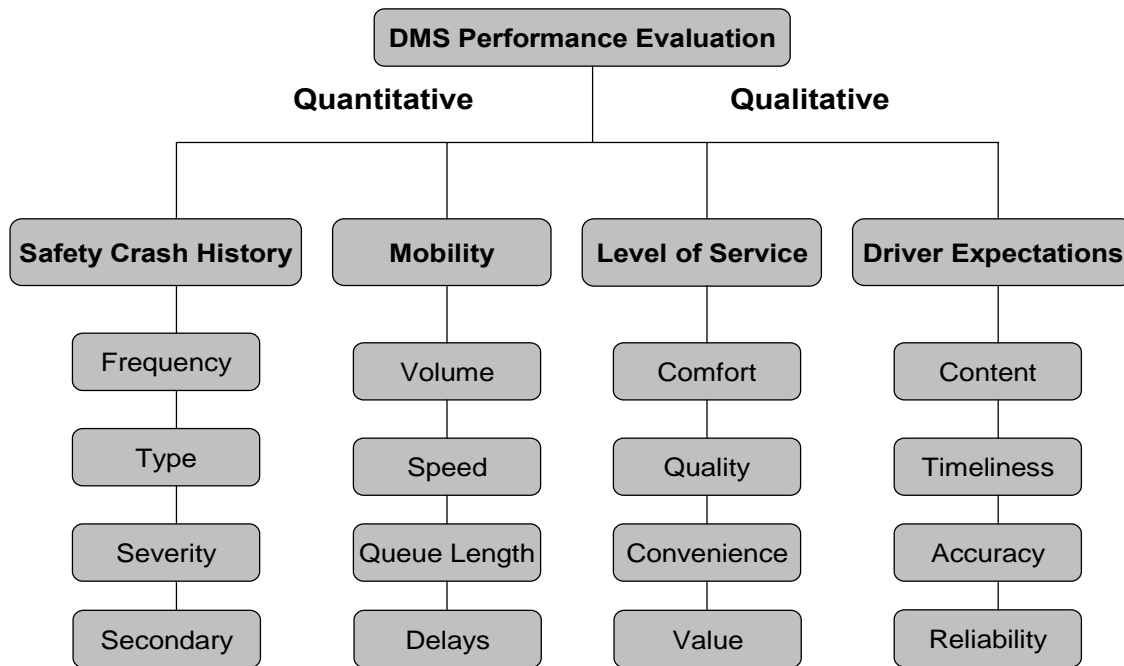 DMS Performance Evaluation
Quantitative
Qualitative
Safety Crash History
Mobility
Level of Service
Driver Expectations
Frequency
Volume
Comfort
Content
Type
Speed
Quality
Timeliness
Severity
Queue Length
Convenience
Accuracy
Secondary
Delays
Value
Reliability